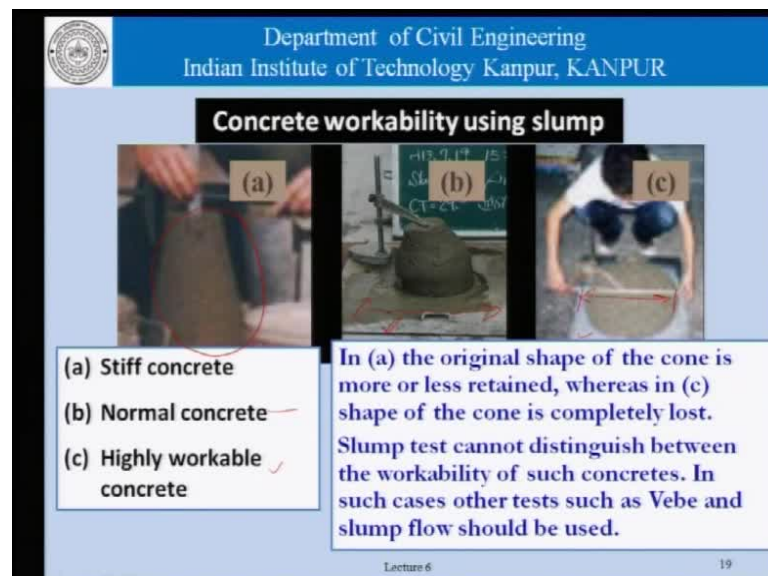 Department of Civil Engineering
Indian Institute of Technology Kanpur, KANPUR
Concrete workability using slump
(a)
(b)
(c)
(a) Stiff concrete
(b) Normal concrete
(c) Highly workable
concrete
In (a) the original shape of the cone is
more or less retained, whereas in (c)
shape of the cone is completely lost.
Slump test cannot distinguish between
the workability of such concretes. In
such cases other tests such as Vebe and
slump flow should be used.
Lecture 6
19